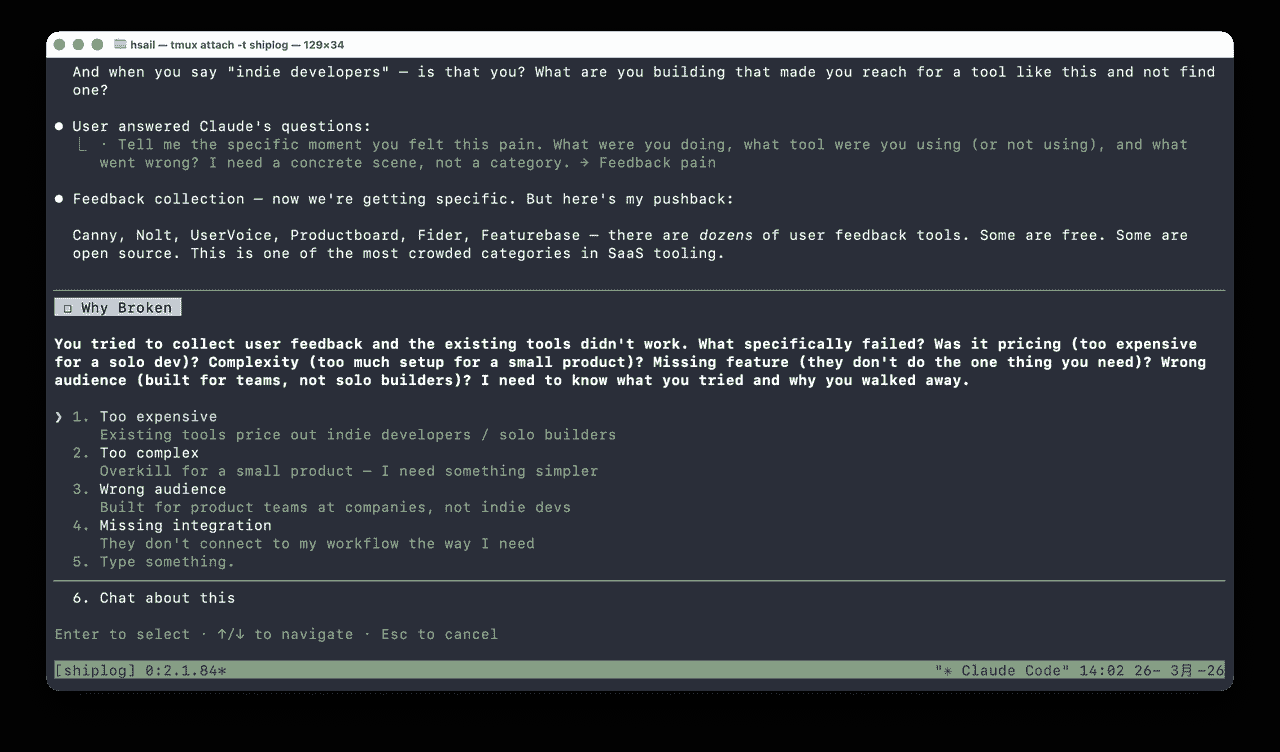 hsail — tmux attach -t shiplog — 129×34
And when you say "indie developers" — is that you? What are you building that made you reach for a tool like this and not find
one?
● User answered Claude's questions:
⎿ · Tell me the specific moment you felt this pain. What were you doing, what tool were you using (or not using), and what
went wrong? I need a concrete scene, not a category. → Feedback pain
● Feedback collection — now we're getting specific. But here's my pushback:
Canny, Nolt, UserVoice, Productboard, Fider, Featurebase — there are dozens of user feedback tools. Some are free. Some are
open source. This is one of the most crowded categories in SaaS tooling.
☐ Why Broken
You tried to collect user feedback and the existing tools didn't work. What specifically failed? Was it pricing (too expensive
for a solo dev)? Complexity (too much setup for a small product)? Missing feature (they don't do the one thing you need)? Wrong
audience (built for teams, not solo builders)? I need to know what you tried and why you walked away.
❯ 1. Too expensive
Existing tools price out indie developers / solo builders
2. Too complex
Overkill for a small product — I need something simpler
3. Wrong audience
Built for product teams at companies, not indie devs
4. Missing integration
They don't connect to my workflow the way I need
5. Type something.
6. Chat about this
Enter to select · ↑/↓ to navigate · Esc to cancel
[shiplog] 0:2.1.84* "✳ Claude Code" 14:02 26- 3月-26